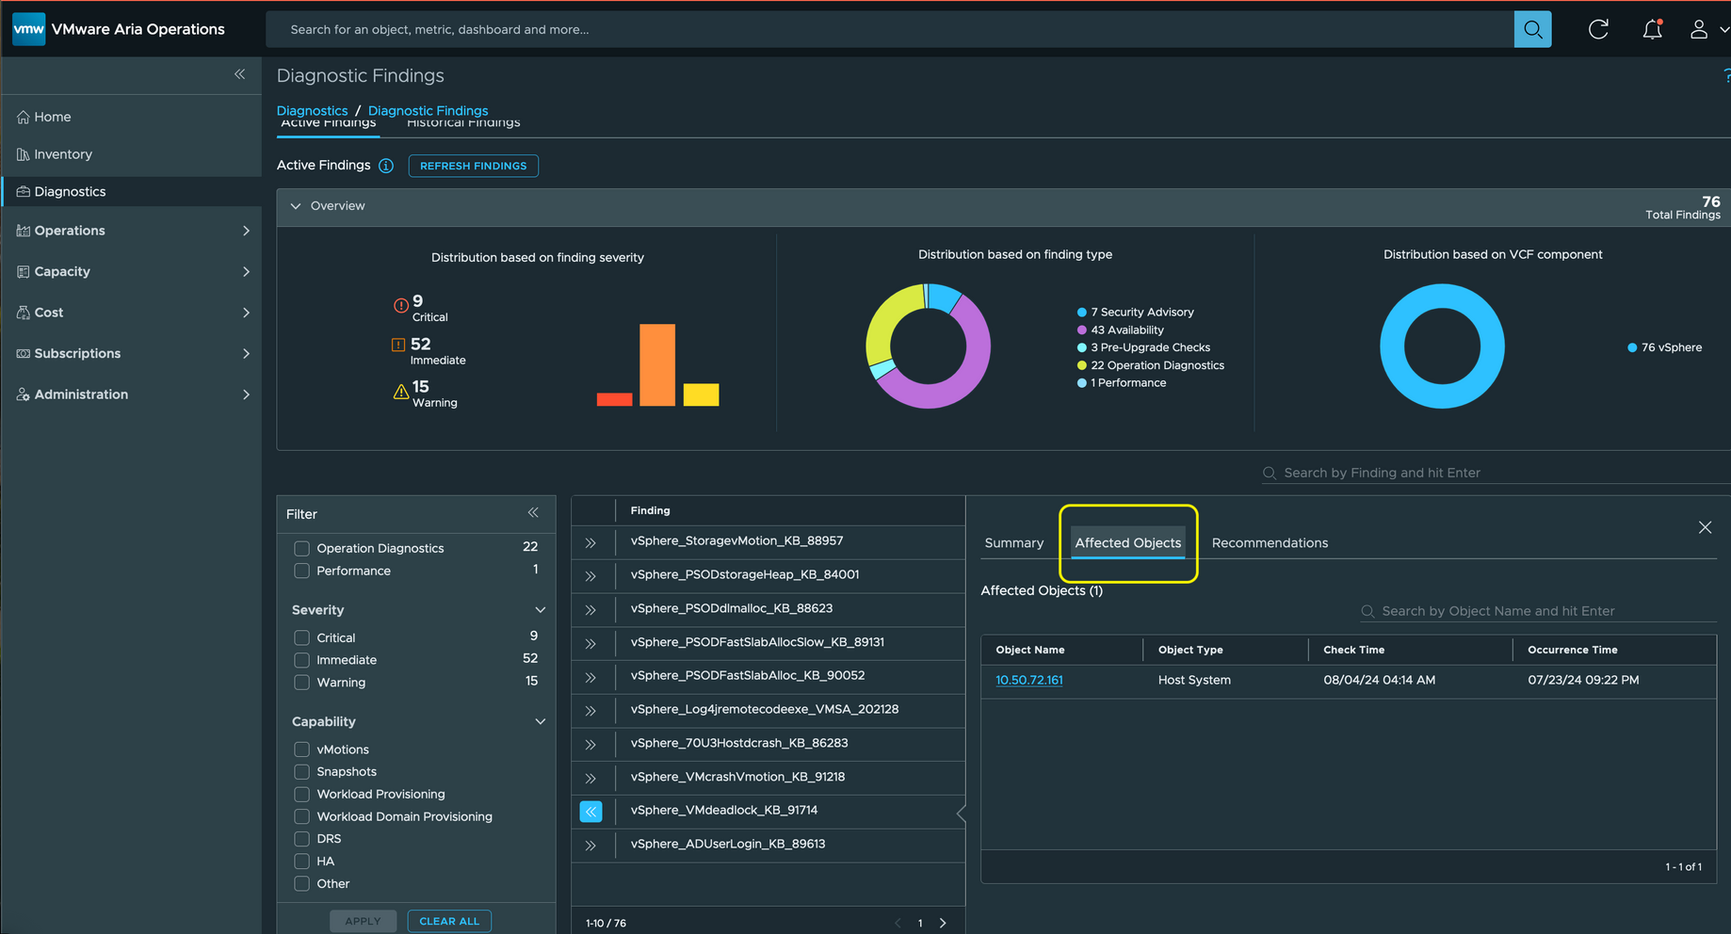 vmw VMware Aria Operations
Search for an object, metric, dashboard and more...
Home
Inventory
Diagnostics
Operations
Capacity
Cost
Subscriptions
Administration
Diagnostic Findings
?
Diagnostics / Diagnostic Findings
Active Findings Historical Findings
Active Findings REFRESH FINDINGS
Overview
76
Total Findings
Distribution based on finding severity
9
Critical
52
Immediate
15
Warning
Distribution based on finding type
7 Security Advisory
43 Availability
3 Pre-Upgrade Checks
22 Operation Diagnostics
1 Performance
Distribution based on VCF component
76 vSphere
Search by Finding and hit Enter
Filter
Operation Diagnostics 22
Performance 1
Severity
Critical 9
Immediate 52
Warning 15
Capability
vMotions
Snapshots
Workload Provisioning
Workload Domain Provisioning
DRS
HA
Other
APPLY CLEAR ALL
Finding
vSphere_StoragevMotion_KB_88957
vSphere_PSODstorageHeap_KB_84001
vSphere_PSODdlmalloc_KB_88623
vSphere_PSODFastSlabAllocSlow_KB_89131
vSphere_PSODFastSlabAlloc_KB_90052
vSphere_Log4jremotecodeexe_VMSA_202128
vSphere_70U3Hostdcrash_KB_86283
vSphere_VMcrashVmotion_KB_91218
vSphere_VMdeadlock_KB_91714
vSphere_ADUserLogin_KB_89613
1-10 / 76 1
Summary Affected Objects Recommendations
Affected Objects (1)
Search by Object Name and hit Enter
Object Name Object Type Check Time Occurrence Time
10.50.72.161 Host System 08/04/24 04:14 AM 07/23/24 09:22 PM
1 - 1 of 1